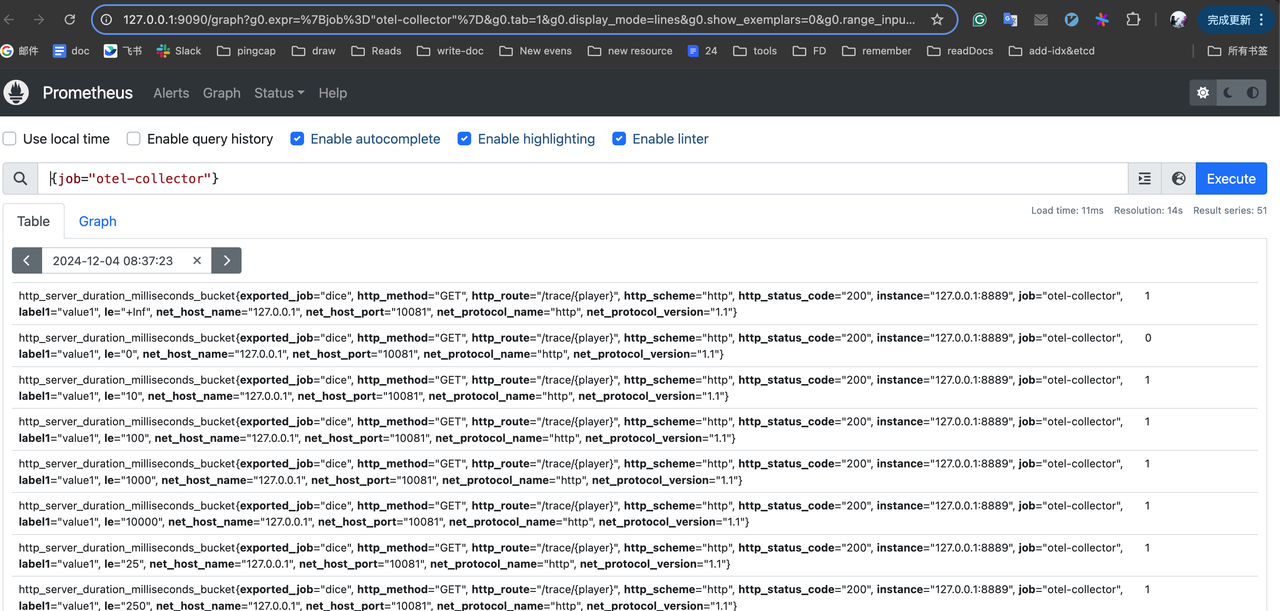 127.0.0.1:9090/graph?g0.expr=%7Bjob%3D"otel-collector"%7D&g0.tab=1&g0.display_mode=lines&g0.show_exemplars=0&g0.range_inpu... 完成更新
邮件 doc 飞书 Slack pingcap draw Reads write-doc New evens new resource 24 tools FD remember readDocs add-idx&etcd 所有书签
Prometheus Alerts Graph Status Help
Use local time Enable query history Enable autocomplete Enable highlighting Enable linter
{job="otel-collector"} Execute
Load time: 11ms Resolution: 14s Result series: 51
Table Graph
2024-12-04 08:37:23
http_server_duration_milliseconds_bucket{exported_job="dice", http_method="GET", http_route="/trace/{player}", http_scheme="http", http_status_code="200", instance="127.0.0.1:8889", job="otel-collector", 1
label1="value1", le="+Inf", net_host_name="127.0.0.1", net_host_port="10081", net_protocol_name="http", net_protocol_version="1.1"}
http_server_duration_milliseconds_bucket{exported_job="dice", http_method="GET", http_route="/trace/{player}", http_scheme="http", http_status_code="200", instance="127.0.0.1:8889", job="otel-collector", 0
label1="value1", le="0", net_host_name="127.0.0.1", net_host_port="10081", net_protocol_name="http", net_protocol_version="1.1"}
http_server_duration_milliseconds_bucket{exported_job="dice", http_method="GET", http_route="/trace/{player}", http_scheme="http", http_status_code="200", instance="127.0.0.1:8889", job="otel-collector", 1
label1="value1", le="10", net_host_name="127.0.0.1", net_host_port="10081", net_protocol_name="http", net_protocol_version="1.1"}
http_server_duration_milliseconds_bucket{exported_job="dice", http_method="GET", http_route="/trace/{player}", http_scheme="http", http_status_code="200", instance="127.0.0.1:8889", job="otel-collector", 1
label1="value1", le="100", net_host_name="127.0.0.1", net_host_port="10081", net_protocol_name="http", net_protocol_version="1.1"}
http_server_duration_milliseconds_bucket{exported_job="dice", http_method="GET", http_route="/trace/{player}", http_scheme="http", http_status_code="200", instance="127.0.0.1:8889", job="otel-collector", 1
label1="value1", le="1000", net_host_name="127.0.0.1", net_host_port="10081", net_protocol_name="http", net_protocol_version="1.1"}
http_server_duration_milliseconds_bucket{exported_job="dice", http_method="GET", http_route="/trace/{player}", http_scheme="http", http_status_code="200", instance="127.0.0.1:8889", job="otel-collector", 1
label1="value1", le="10000", net_host_name="127.0.0.1", net_host_port="10081", net_protocol_name="http", net_protocol_version="1.1"}
http_server_duration_milliseconds_bucket{exported_job="dice", http_method="GET", http_route="/trace/{player}", http_scheme="http", http_status_code="200", instance="127.0.0.1:8889", job="otel-collector", 1
label1="value1", le="25", net_host_name="127.0.0.1", net_host_port="10081", net_protocol_name="http", net_protocol_version="1.1"}
http_server_duration_milliseconds_bucket{exported_job="dice", http_method="GET", http_route="/trace/{player}", http_scheme="http", http_status_code="200", instance="127.0.0.1:8889", job="otel-collector", 1
label1="value1", le="250", net_host_name="127.0.0.1", net_host_port="10081", net_protocol_name="http", net_protocol_version="1.1"}